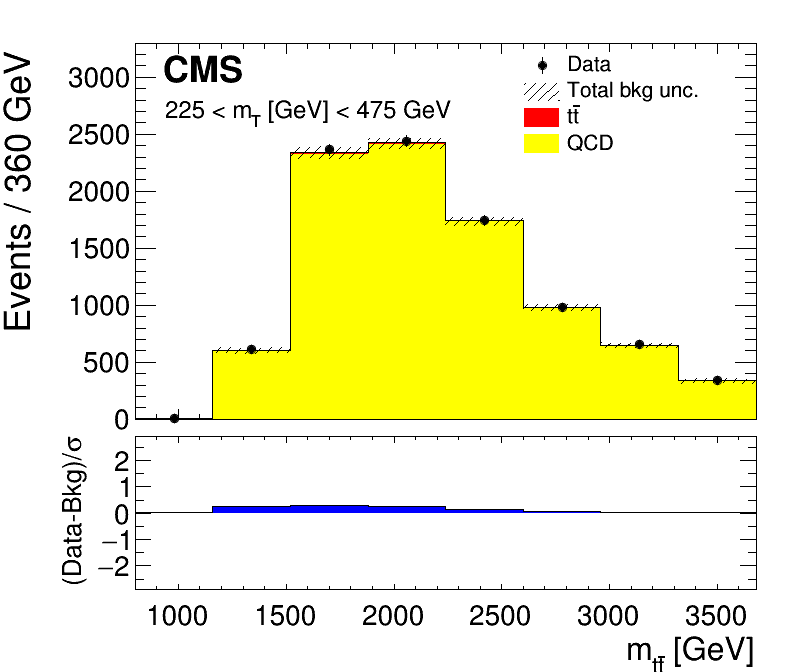 CMS
225 < m_T [GeV] < 475 GeV
Data
Total bkg unc.
tt̄
QCD
Events / 360 GeV
3000
2500
2000
1500
1000
500
0
(Data-Bkg)/σ
2
1
0
−1
−2
1000 1500 2000 2500 3000 3500
m_tt̄ [GeV]